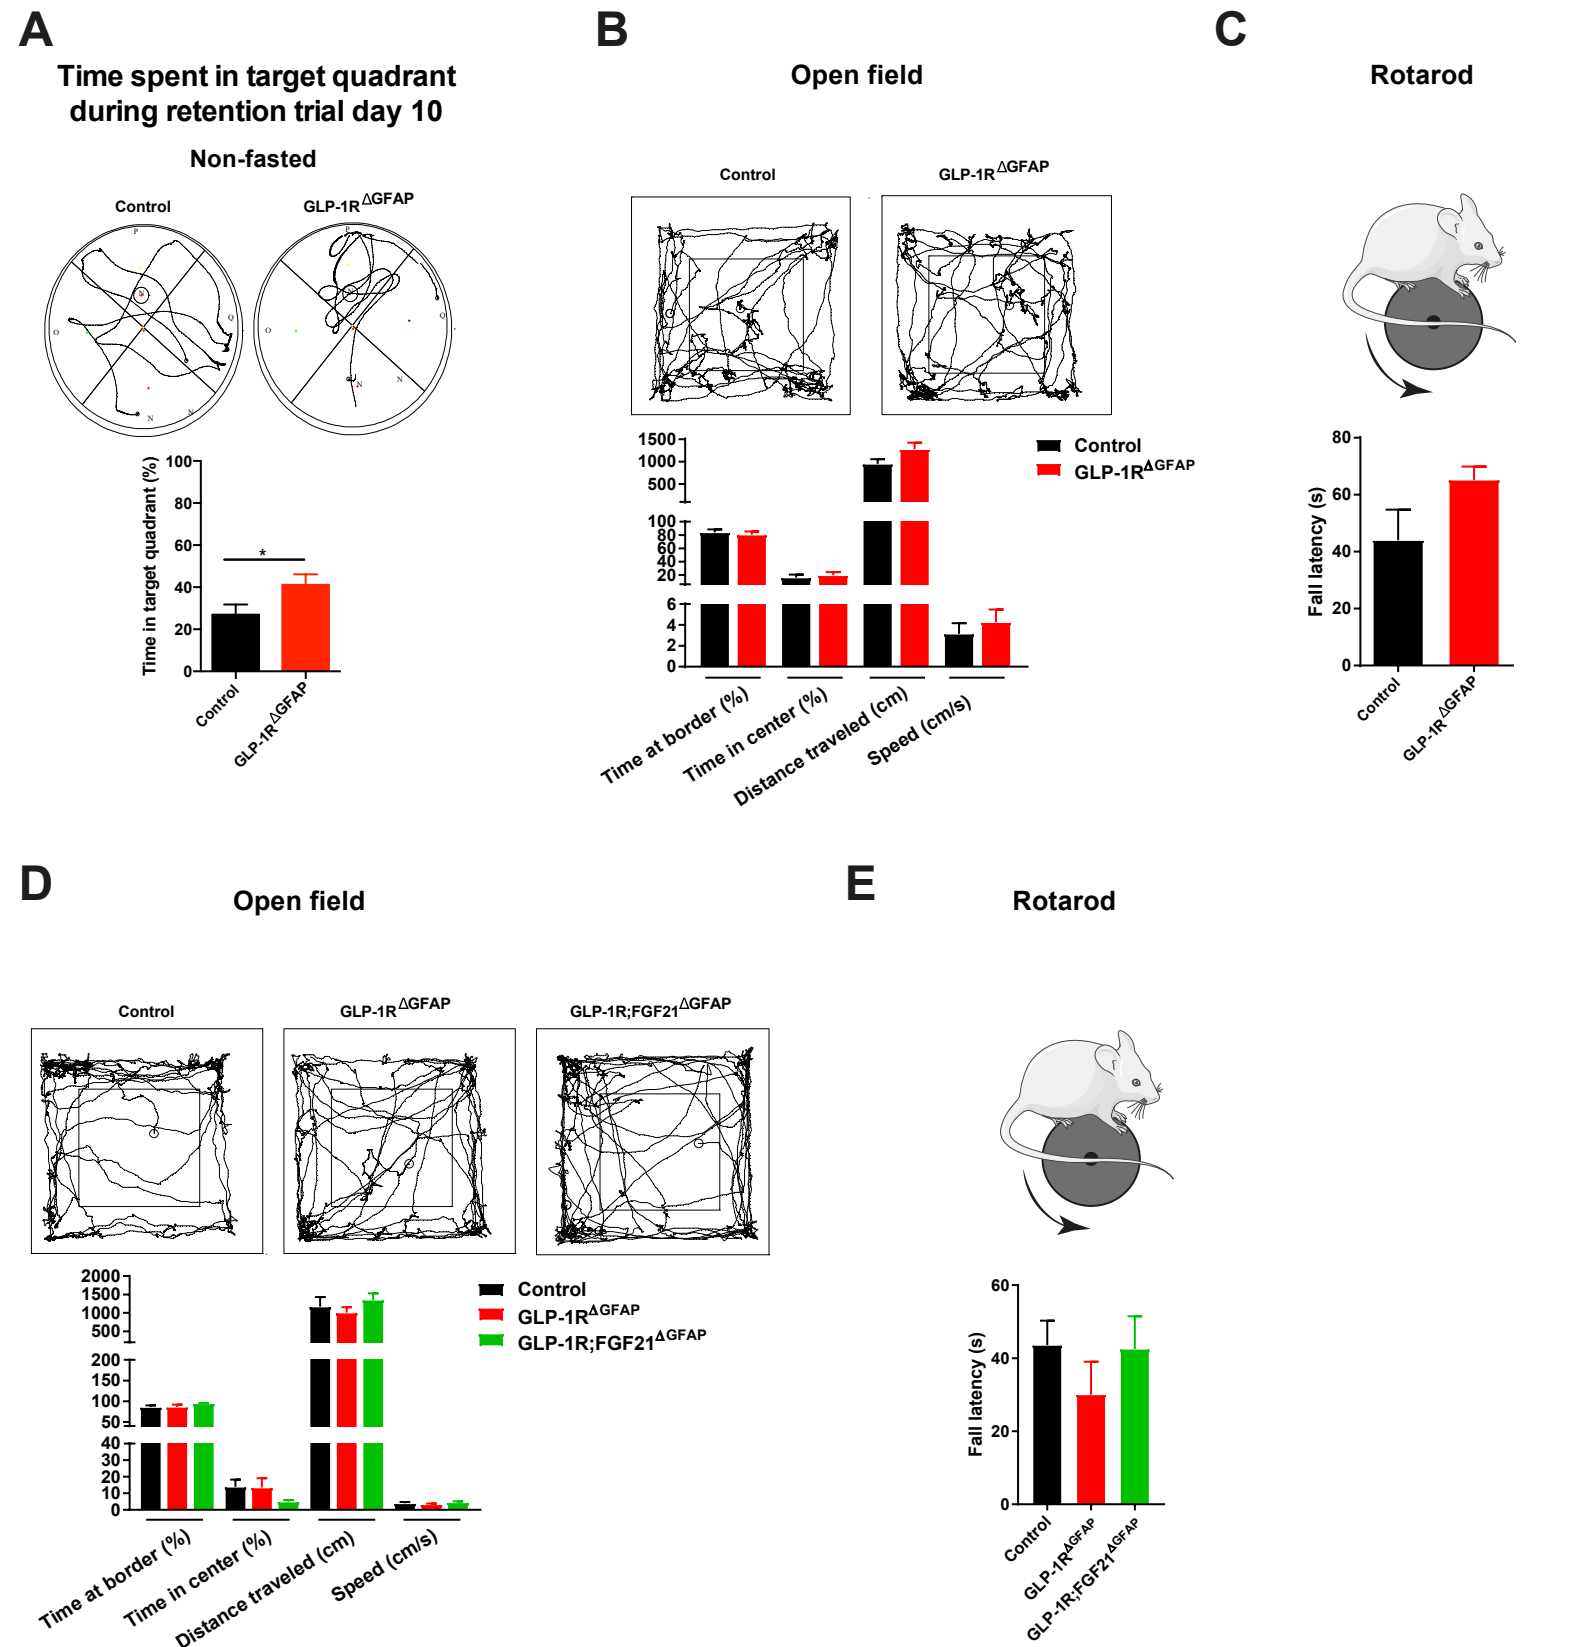 A
Time spent in target quadrant
during retention trial day 10
Non-fasted
Control
GLP-1RΔGFAP
P
O
Q
N
N
P
O
Q
N
N
Time in target quadrant (%)
100
80
60
40
20
0
*
Control
GLP-1RΔGFAP
B
Open field
Control
GLP-1RΔGFAP
1500
1000
500
100
80
60
40
20
6
4
2
0
Control
GLP-1RΔGFAP
Time at border (%)
Time in center (%)
Distance traveled (cm)
Speed (cm/s)
C
Rotarod
Fall latency (s)
80
60
40
20
0
Control
GLP-1RΔGFAP
D
Open field
Control
GLP-1RΔGFAP
GLP-1R;FGF21ΔGFAP
2000
1500
1000
500
200
150
100
50
40
30
20
10
0
Control
GLP-1RΔGFAP
GLP-1R;FGF21ΔGFAP
Time at border (%)
Time in center (%)
Distance traveled (cm)
Speed (cm/s)
E
Rotarod
Fall latency (s)
60
40
20
0
Control
GLP-1RΔGFAP
GLP-1R;FGF21ΔGFAP